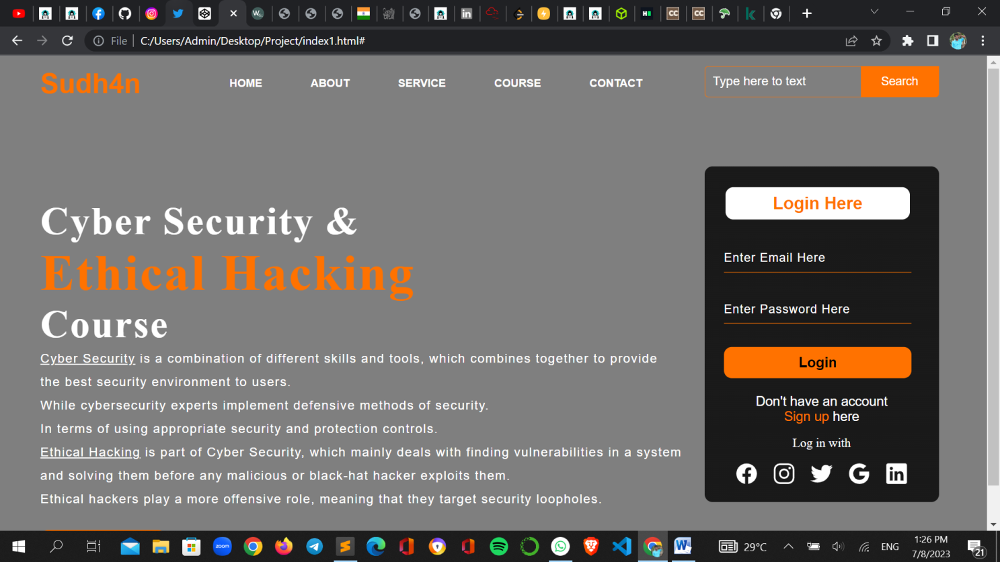 File
C:/Users/Admin/Desktop/Project/index1.html#
Sudh4n
HOME
ABOUT
SERVICE
COURSE
CONTACT
Type here to text
Search
Cyber Security &
Ethical Hacking
Course
Cyber Security is a combination of different skills and tools, which combines together to provide
the best security environment to users.
While cybersecurity experts implement defensive methods of security.
In terms of using appropriate security and protection controls.
Ethical Hacking is part of Cyber Security, which mainly deals with finding vulnerabilities in a system
and solving them before any malicious or black-hat hacker exploits them.
Ethical hackers play a more offensive role, meaning that they target security loopholes.
Login Here
Enter Email Here
Enter Password Here
Login
Don't have an account
Sign up here
Log in with
zoom
29°C
ENG
1:26 PM
7/8/2023
21